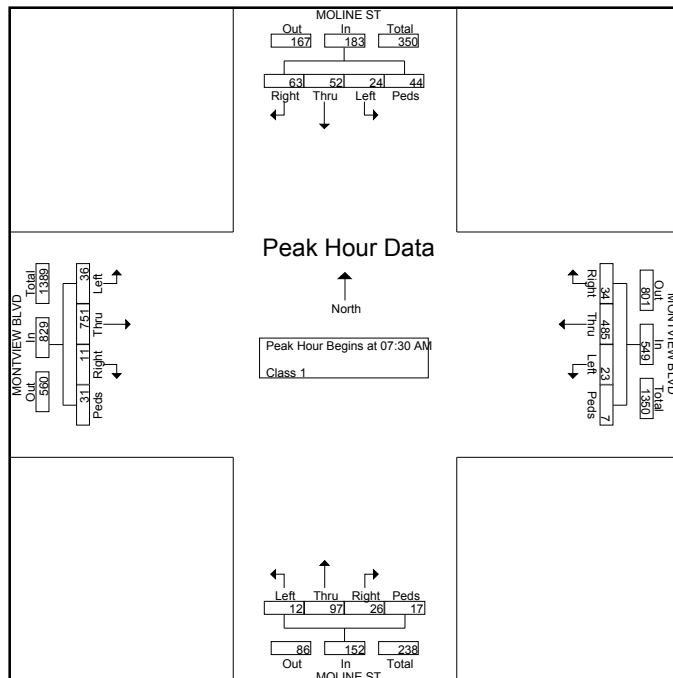 MOLINE ST
Out In Total
167 183 350
63 52 24 44
Right Thru Left Peds
Peak Hour Data
North
Peak Hour Begins at 07:30 AM
Class 1
MONTVIEW BLVD
Out In Total
560 829 1389
36 751 11 31
Left Thru Right Peds
MONTVIEW BLVD
Out In Total
801 549 1350
34 485 23 7
Right Thru Left Peds
Left Thru Right Peds
12 97 26 17
86 152 238
Out In Total
MOLINE ST